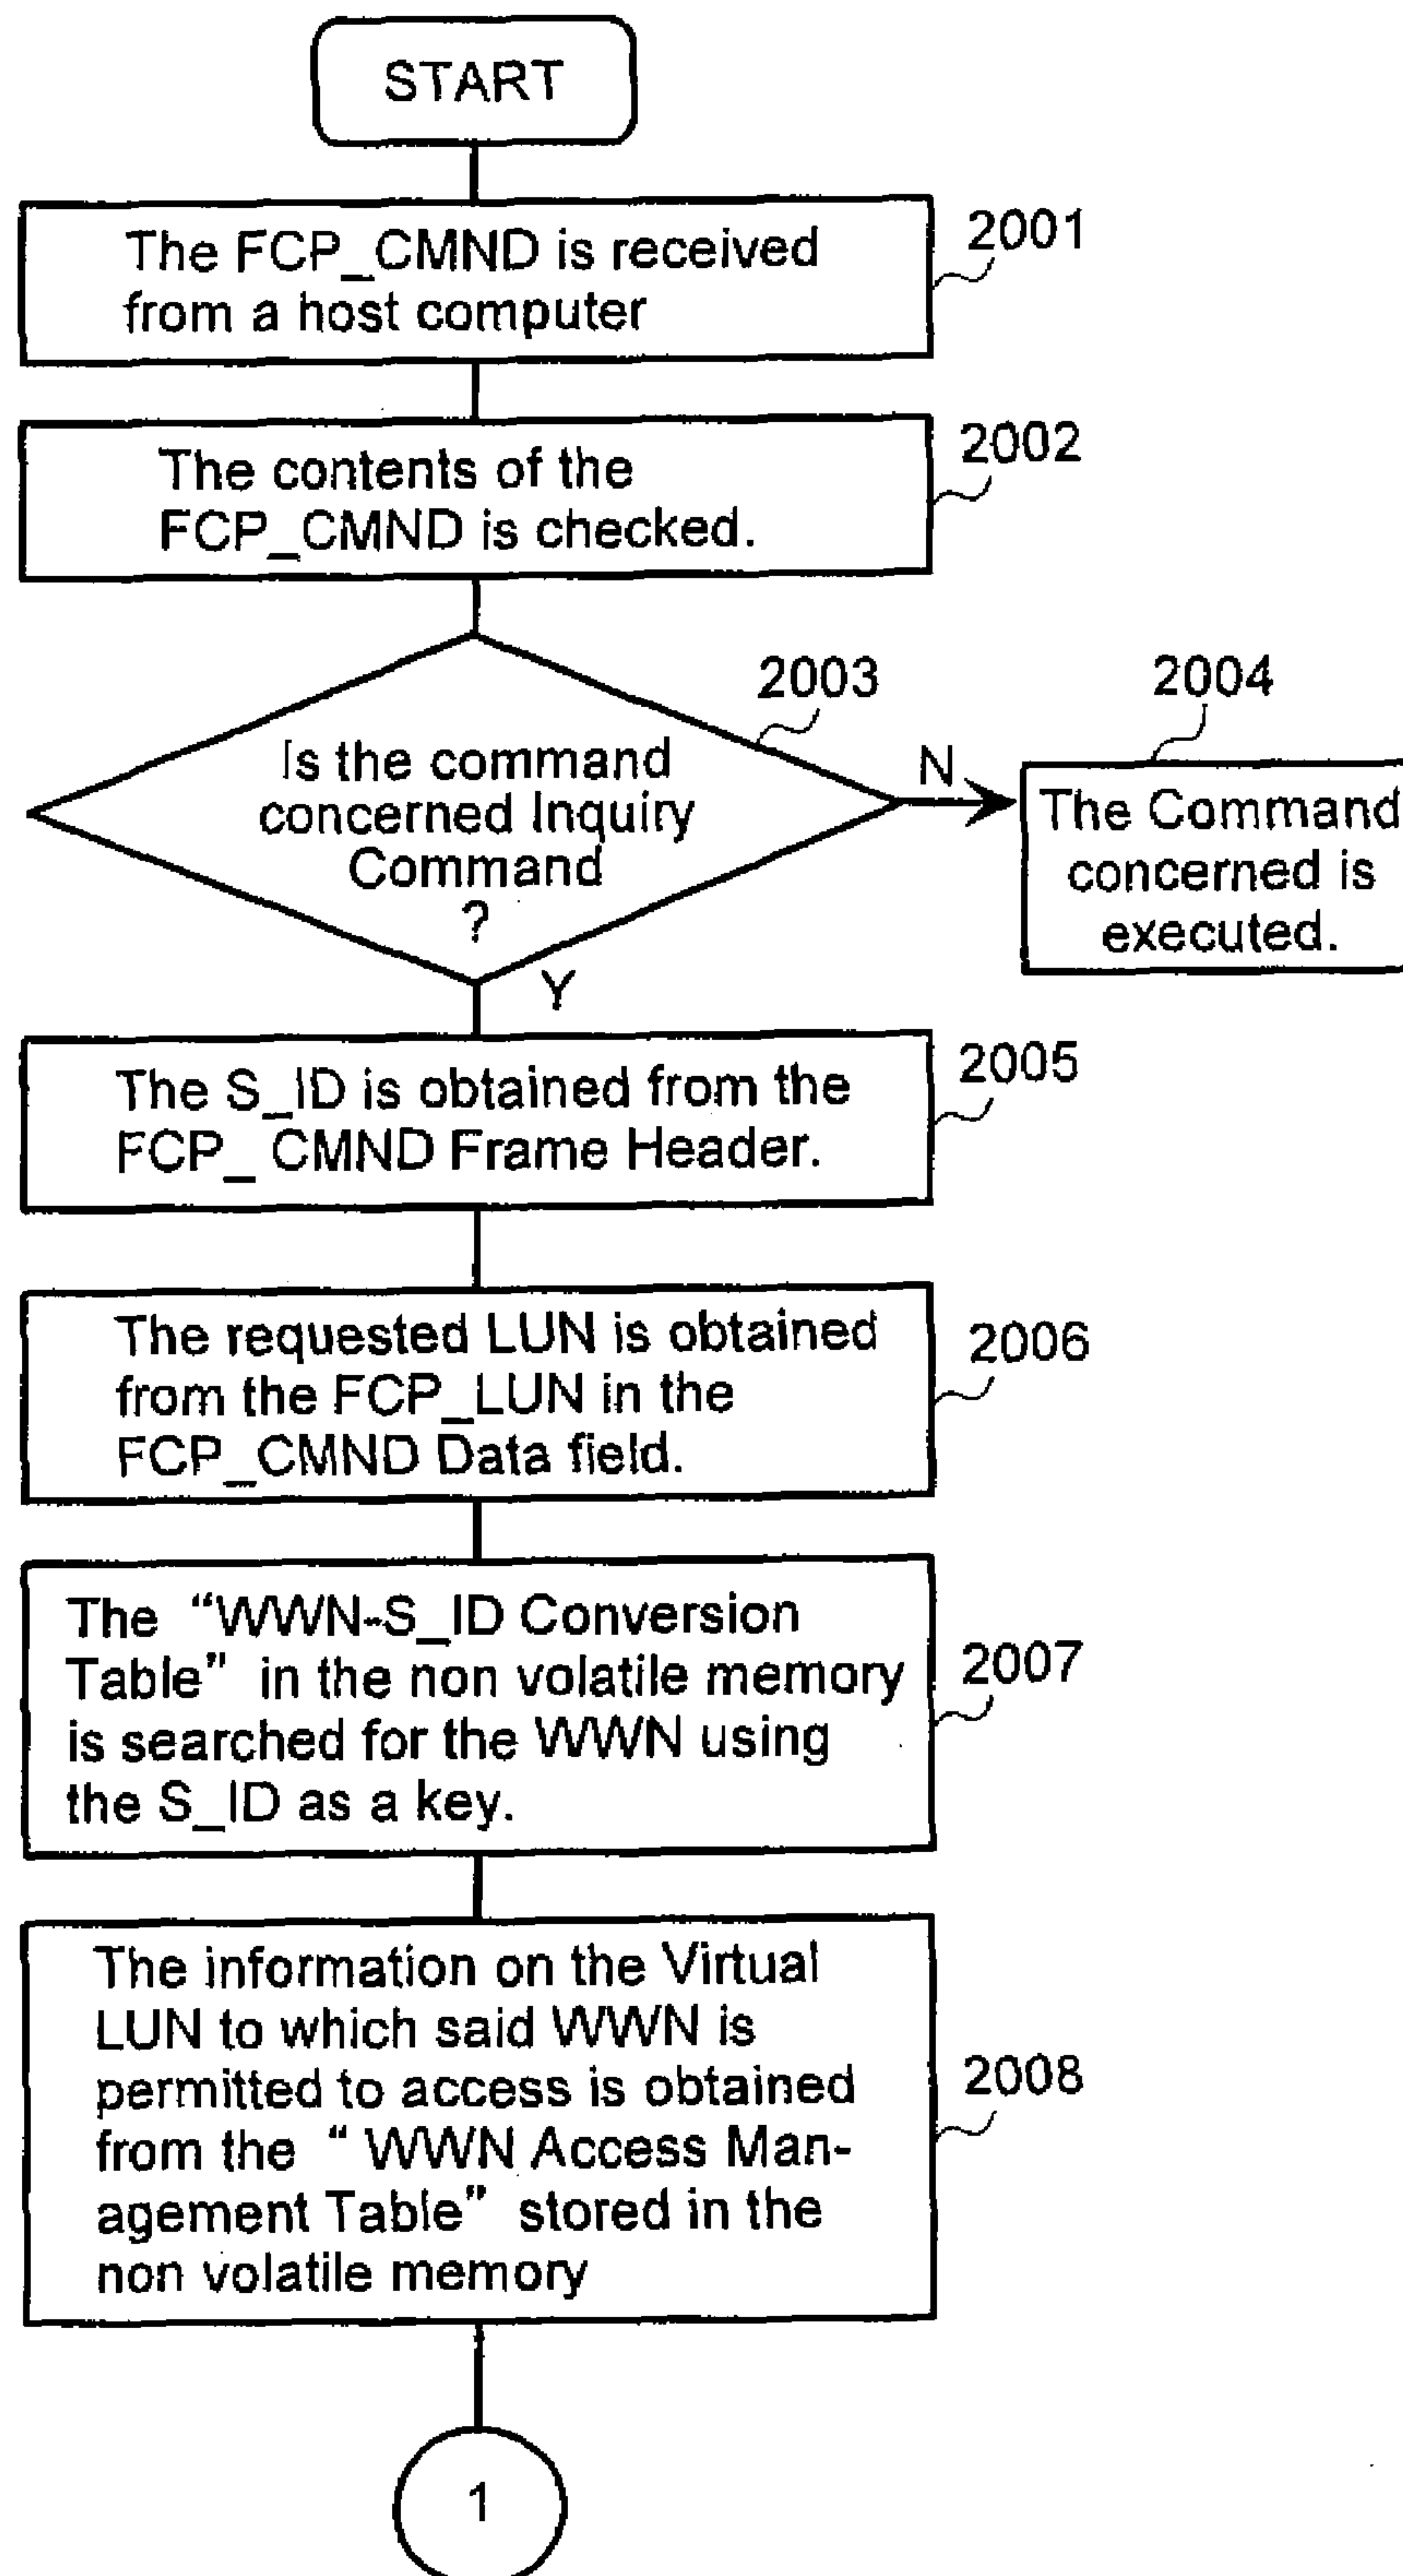 START
The FCP_CMND is received
from a host computer
2001
The contents of the
FCP_CMND is checked.
2002
Is the command
concerned Inquiry
Command
?
2003
N
2004
The Command
concerned is
executed.
Y
The S_ID is obtained from the
FCP_ CMND Frame Header.
2005
The requested LUN is obtained
from the FCP_LUN in the
FCP_CMND Data field.
2006
The “WWN-S_ID Conversion
Table” in the non volatile memory
is searched for the WWN using
the S_ID as a key.
2007
The information on the Virtual
LUN to which said WWN is
permitted to access is obtained
from the “ WWN Access Man-
agement Table” stored in the
non volatile memory
2008
1